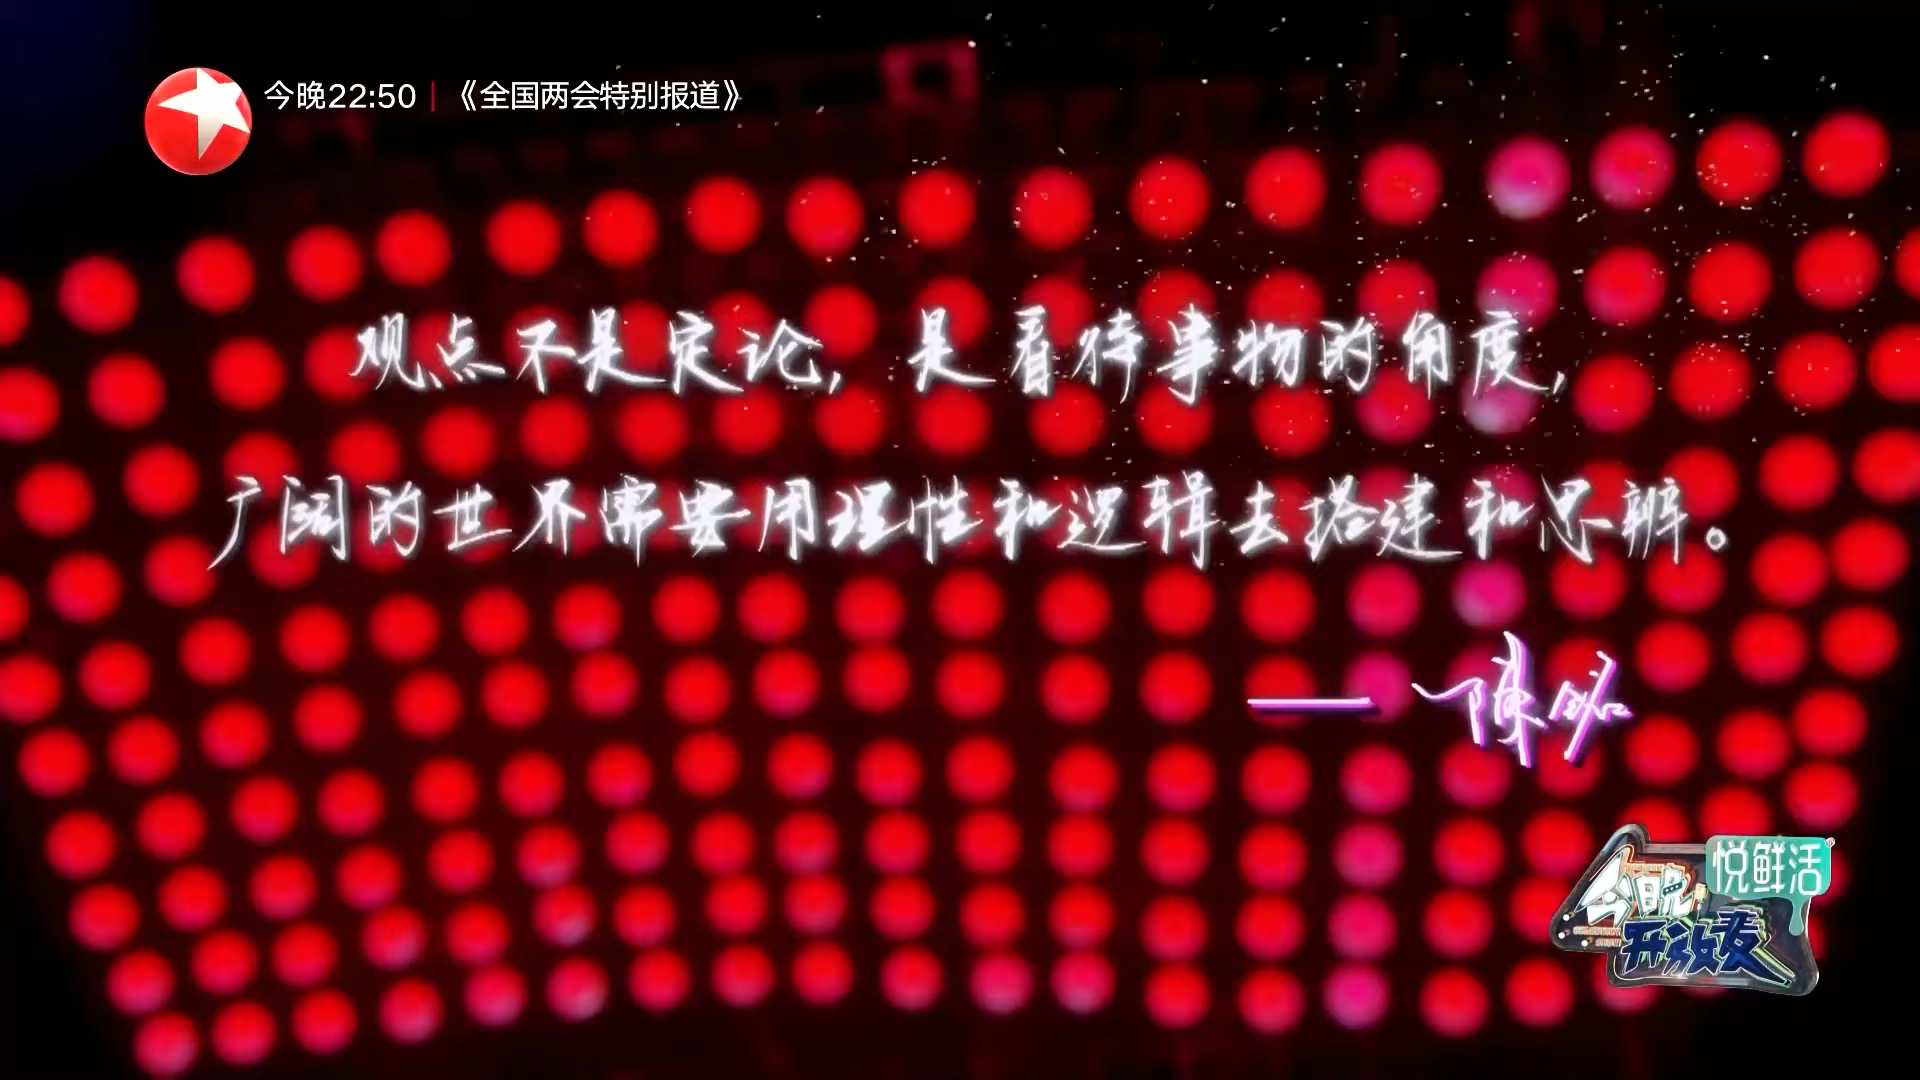 今晚22:50 | 《全国两会特别报道》
观点不是定论，是看待事物的角度，
广阔的世界需要用理性和逻辑去搭建和思辨。
—— 陈铭
悦鲜活
今晚
开放麦